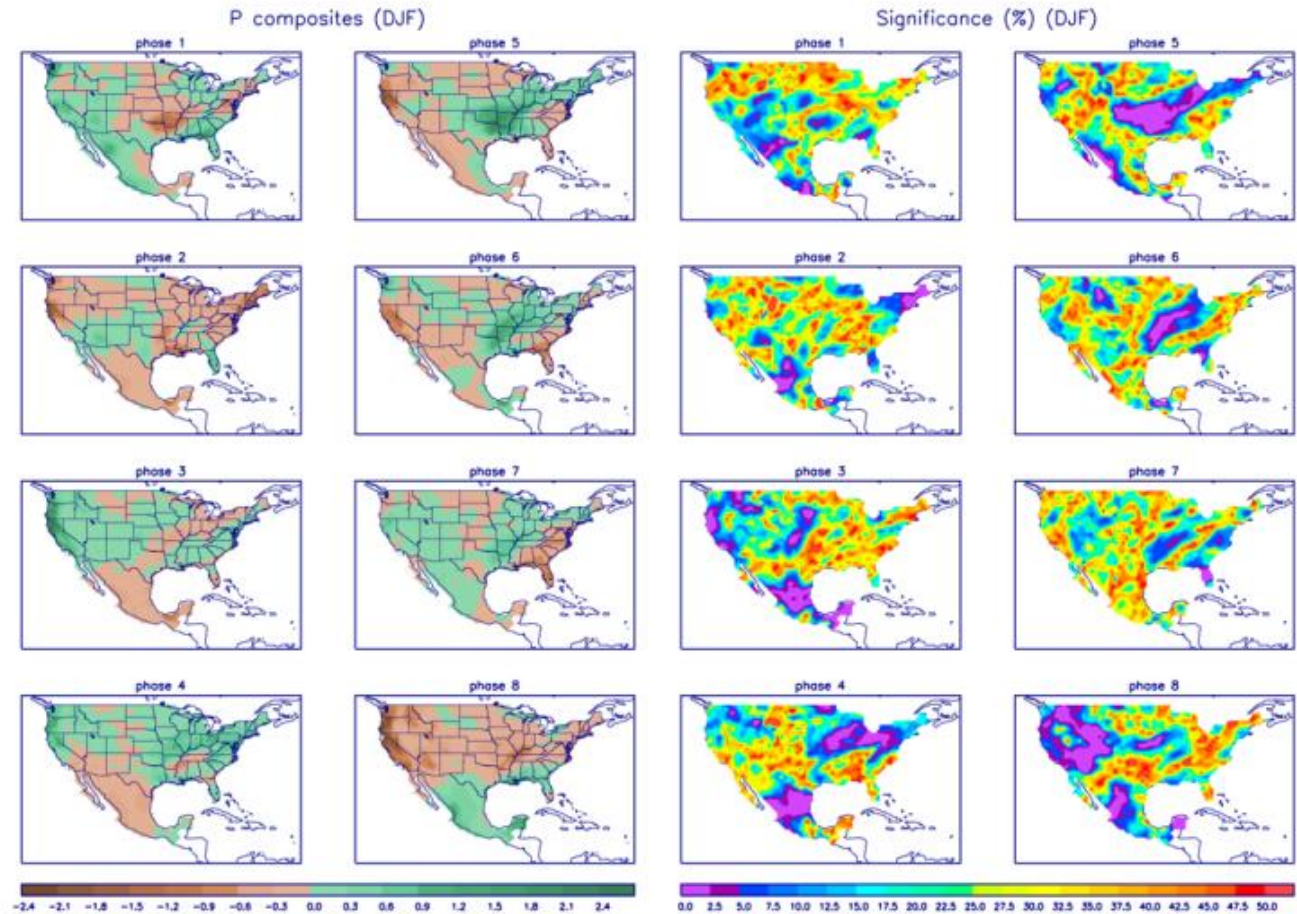 P composites (DJF) Significance (%) (DJF)
phase 1 phase 5 phase 1 phase 5
phase 2 phase 6 phase 2 phase 6
phase 3 phase 7 phase 3 phase 7
phase 4 phase 8 phase 4 phase 8
-2.4 -2.1 -1.8 -1.5 -1.2 -0.9 -0.6 -0.3 0.0 0.3 0.6 0.9 1.2 1.5 1.8 2.1 2.4 0.0 2.5 5.0 7.5 10.0 12.5 15.0 17.5 20.0 22.5 25.0 27.5 30.0 32.5 35.0 37.5 40.0 42.5 45.0 47.5 50.0